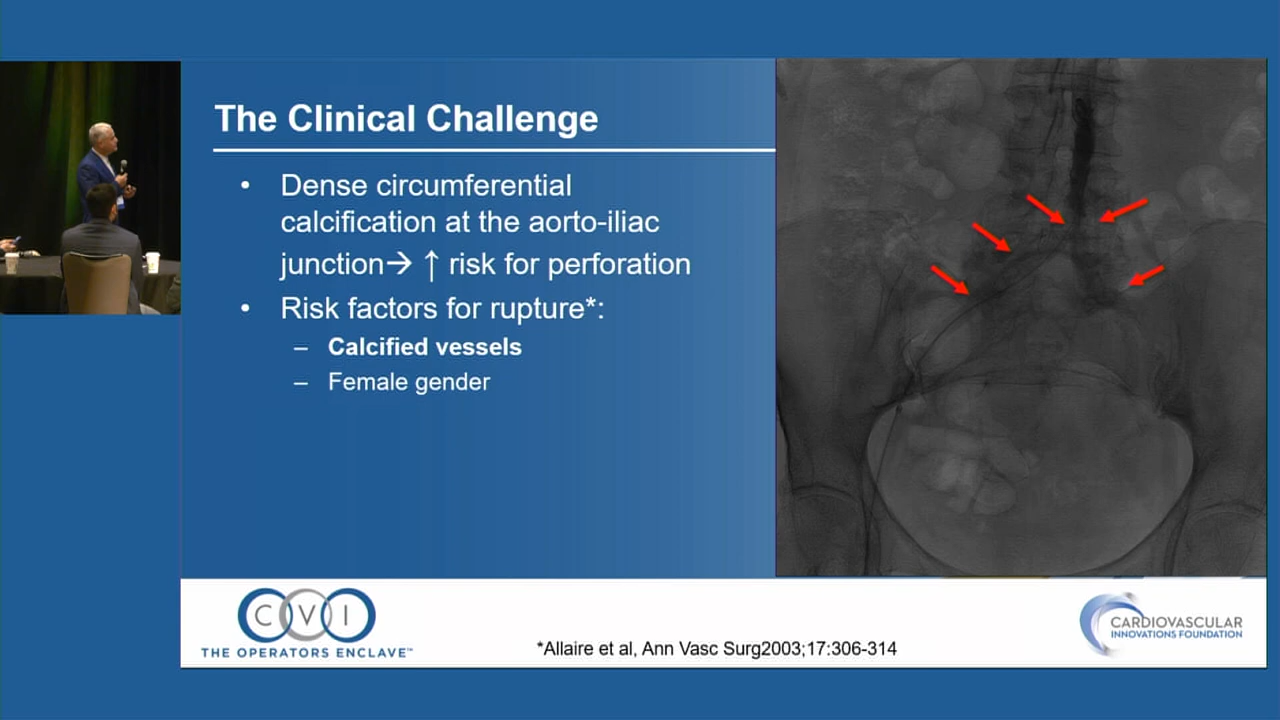 The Clinical Challenge
• Dense circumferential
calcification at the aorto-iliac
junction→ ↑ risk for perforation
• Risk factors for rupture*:
– Calcified vessels
– Female gender
CVI
THE OPERATORS ENCLAVE™
*Allaire et al, Ann Vasc Surg2003;17:306-314
CARDIOVASCULAR
INNOVATIONS FOUNDATION